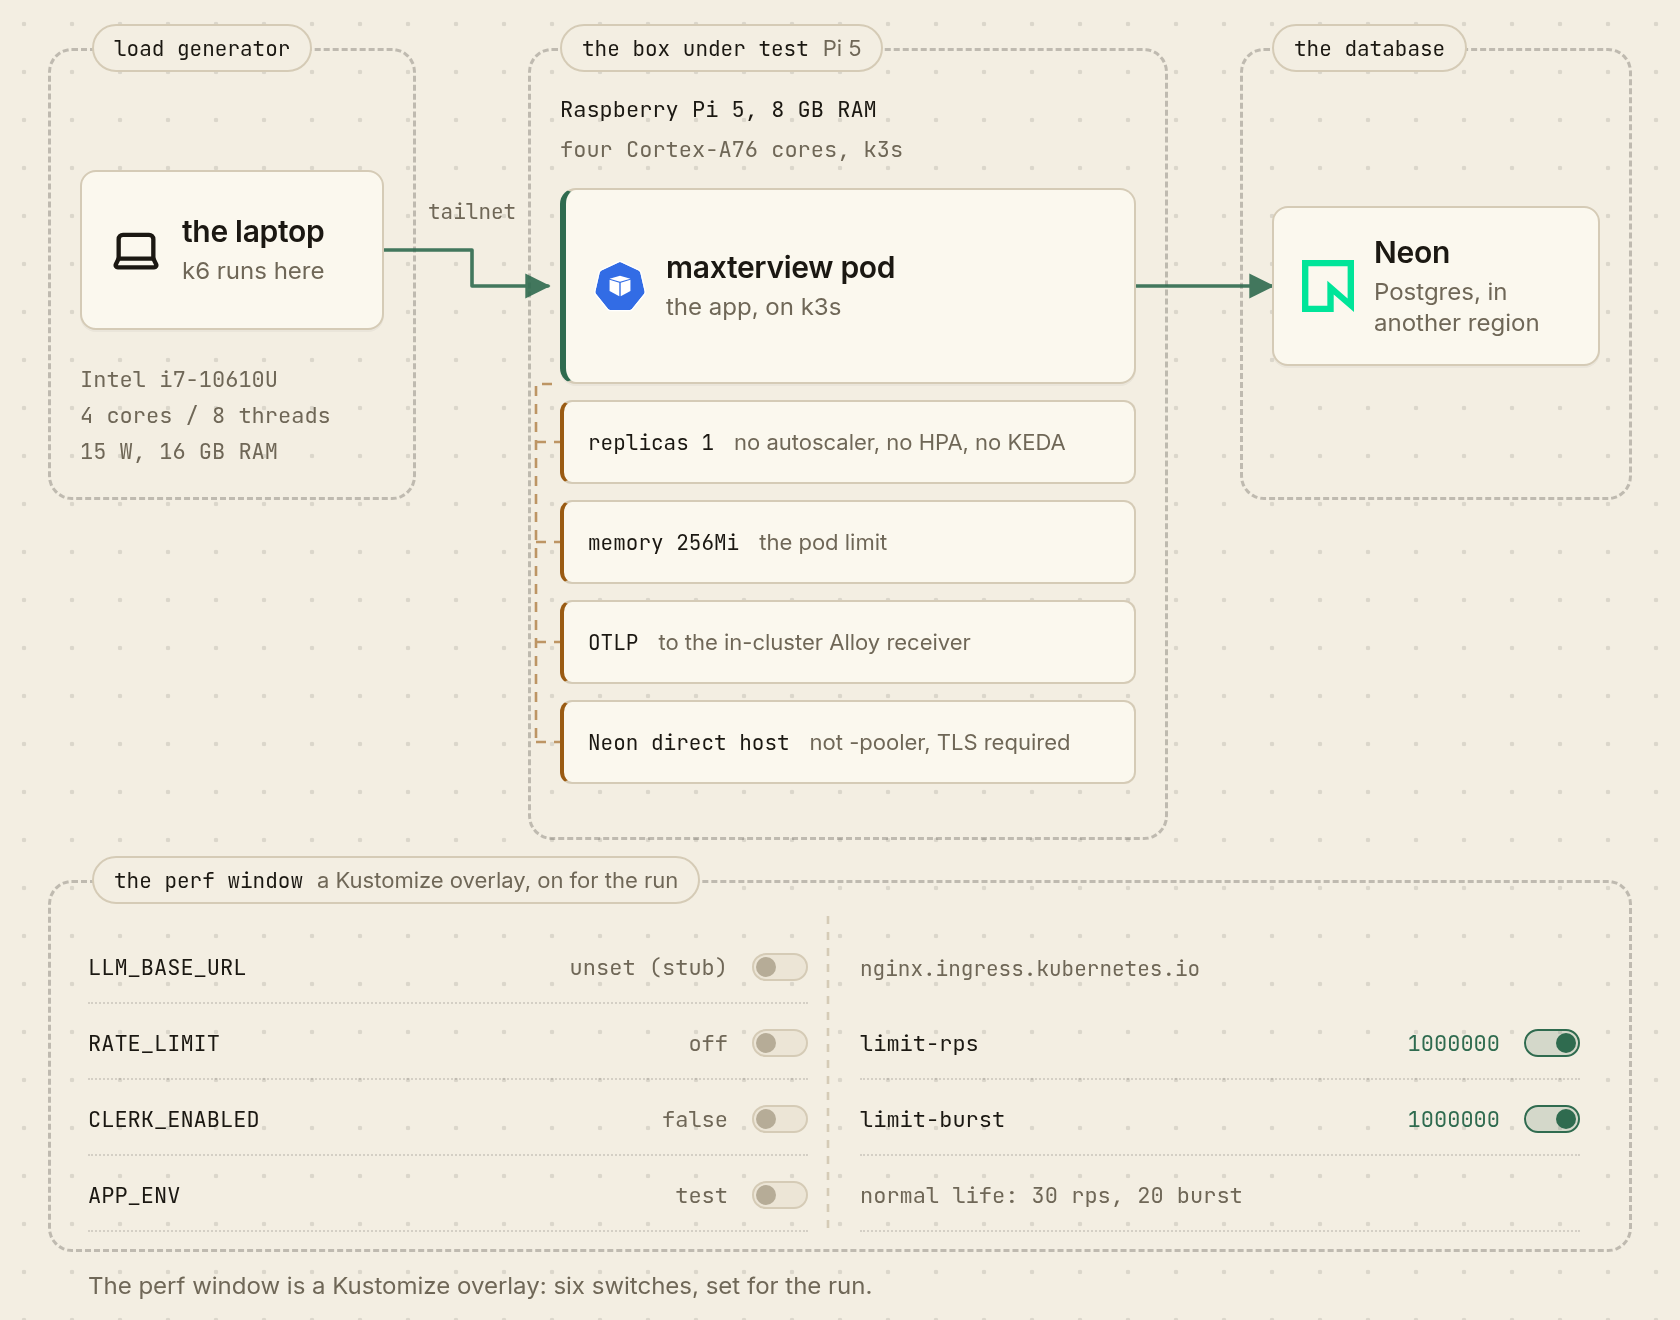 load generator
the laptop
k6 runs here
Intel i7-10610U
4 cores / 8 threads
15 W, 16 GB RAM
tailnet
the box under test Pi 5
Raspberry Pi 5, 8 GB RAM
four Cortex-A76 cores, k3s
maxterview pod
the app, on k3s
replicas 1 no autoscaler, no HPA, no KEDA
memory 256Mi the pod limit
OTLP to the in-cluster Alloy receiver
Neon direct host not -pooler, TLS required
the database
Neon
Postgres, in
another region
the perf window a Kustomize overlay, on for the run
LLM_BASE_URL unset (stub)
RATE_LIMIT off
CLERK_ENABLED false
APP_ENV test
nginx.ingress.kubernetes.io
limit-rps 1000000
limit-burst 1000000
normal life: 30 rps, 20 burst
The perf window is a Kustomize overlay: six switches, set for the run.